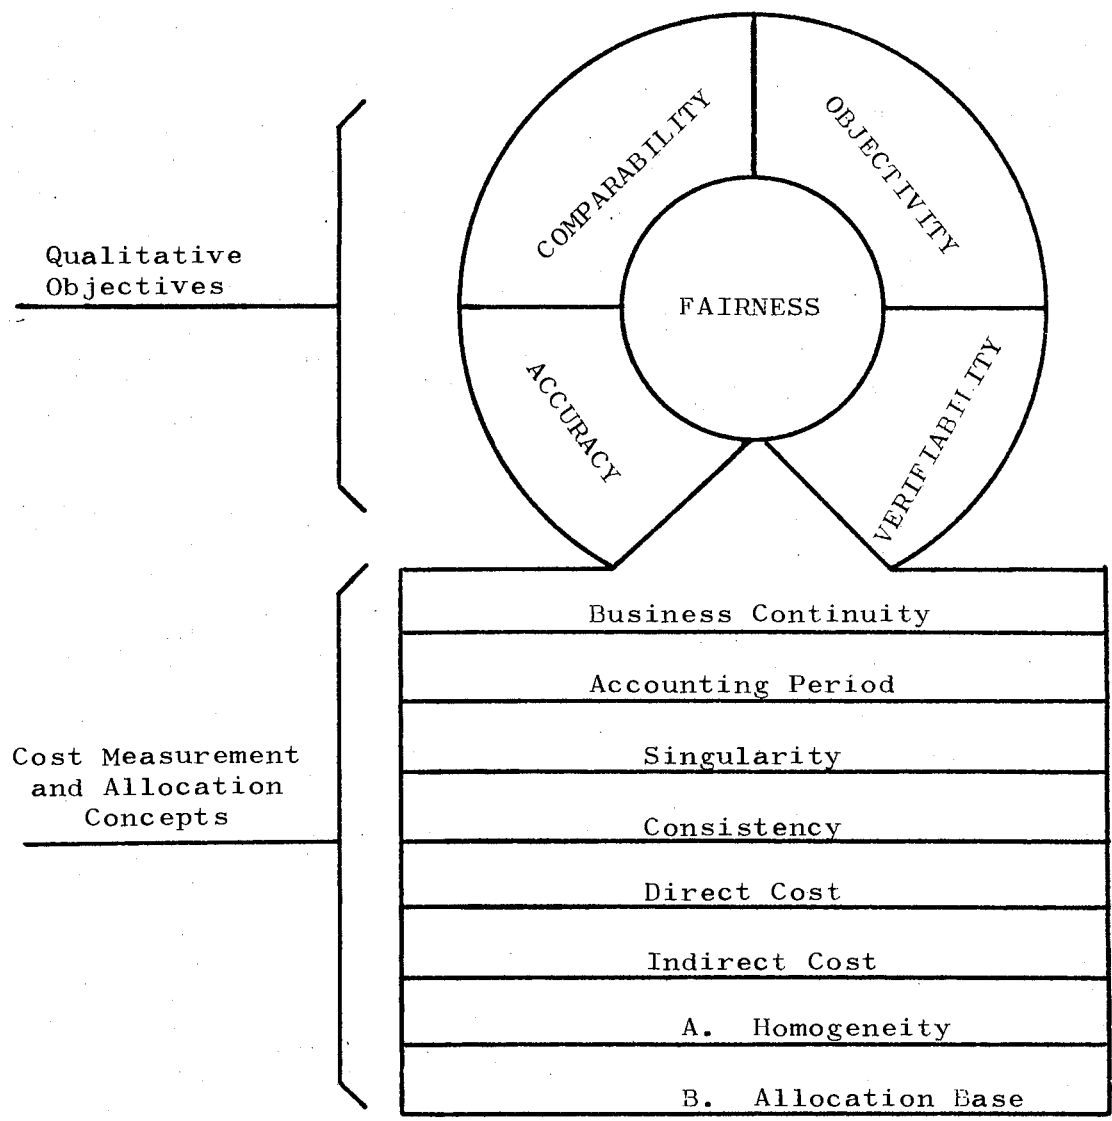 COMPARABILITY
OBJECTIVITY
Qualitative
Objectives
FAIRNESS
ACCURACY
VERIFIABILITY
Business Continuity
Accounting Period
Singularity
Cost Measurement
and Allocation
Concepts
Consistency
Direct Cost
Indirect Cost
A. Homogeneity
B. Allocation Base